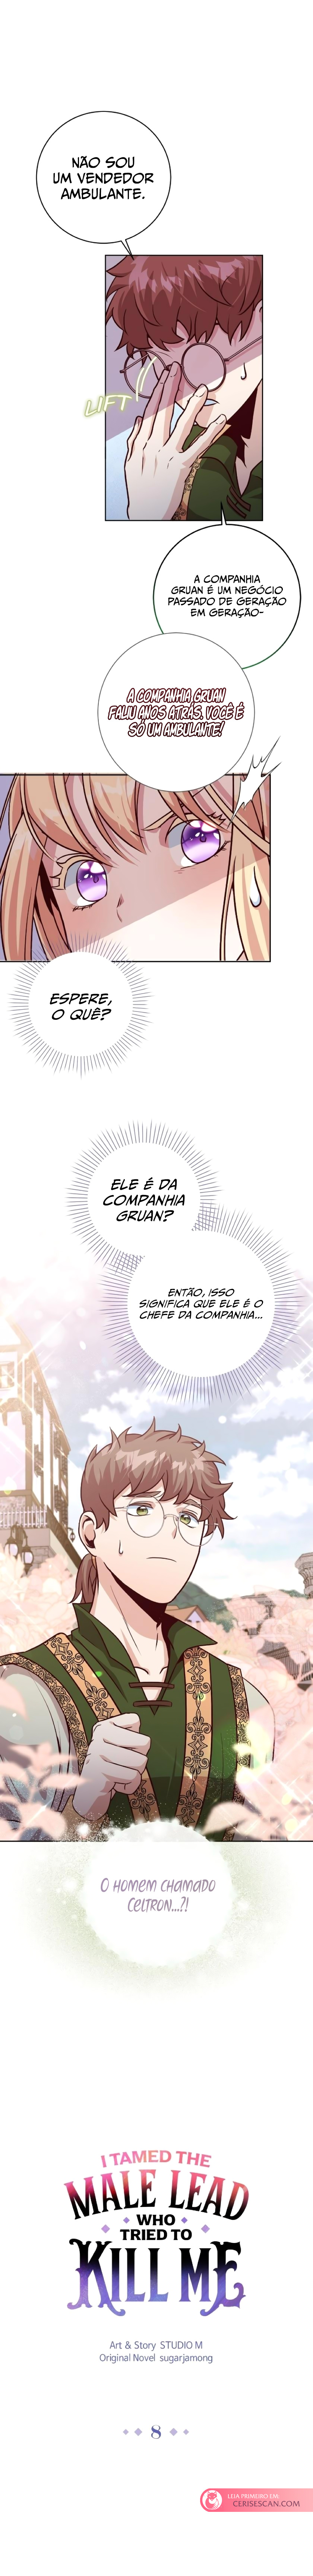 NÃO SOU
UM VENDEDOR
AMBULANTE.
LIFT
A COMPANHIA
GRUAN É UM NEGÓCIO
PASSADO DE GERAÇÃO
EM GERAÇÃO-
A COMPANHIA GRUAN
FALIU ANOS ATRÁS. VOCÊ É
SÓ UM AMBULANTE!
ESPERE,
O QUÊ?
ELE É DA
COMPANHIA
GRUAN?
ENTÃO, ISSO
SIGNIFICA QUE ELE É O
CHEFE DA COMPANHIA...
O HOMEM CHAMADO
CELTRON...?!
I TAMED THE
MALE LEAD
WHO
TRIED TO
KILL ME
Art & Story STUDIO M
Original Novel sugarjamong
8
LEIA PRIMEIRO EM:
CERISESCAN.COM